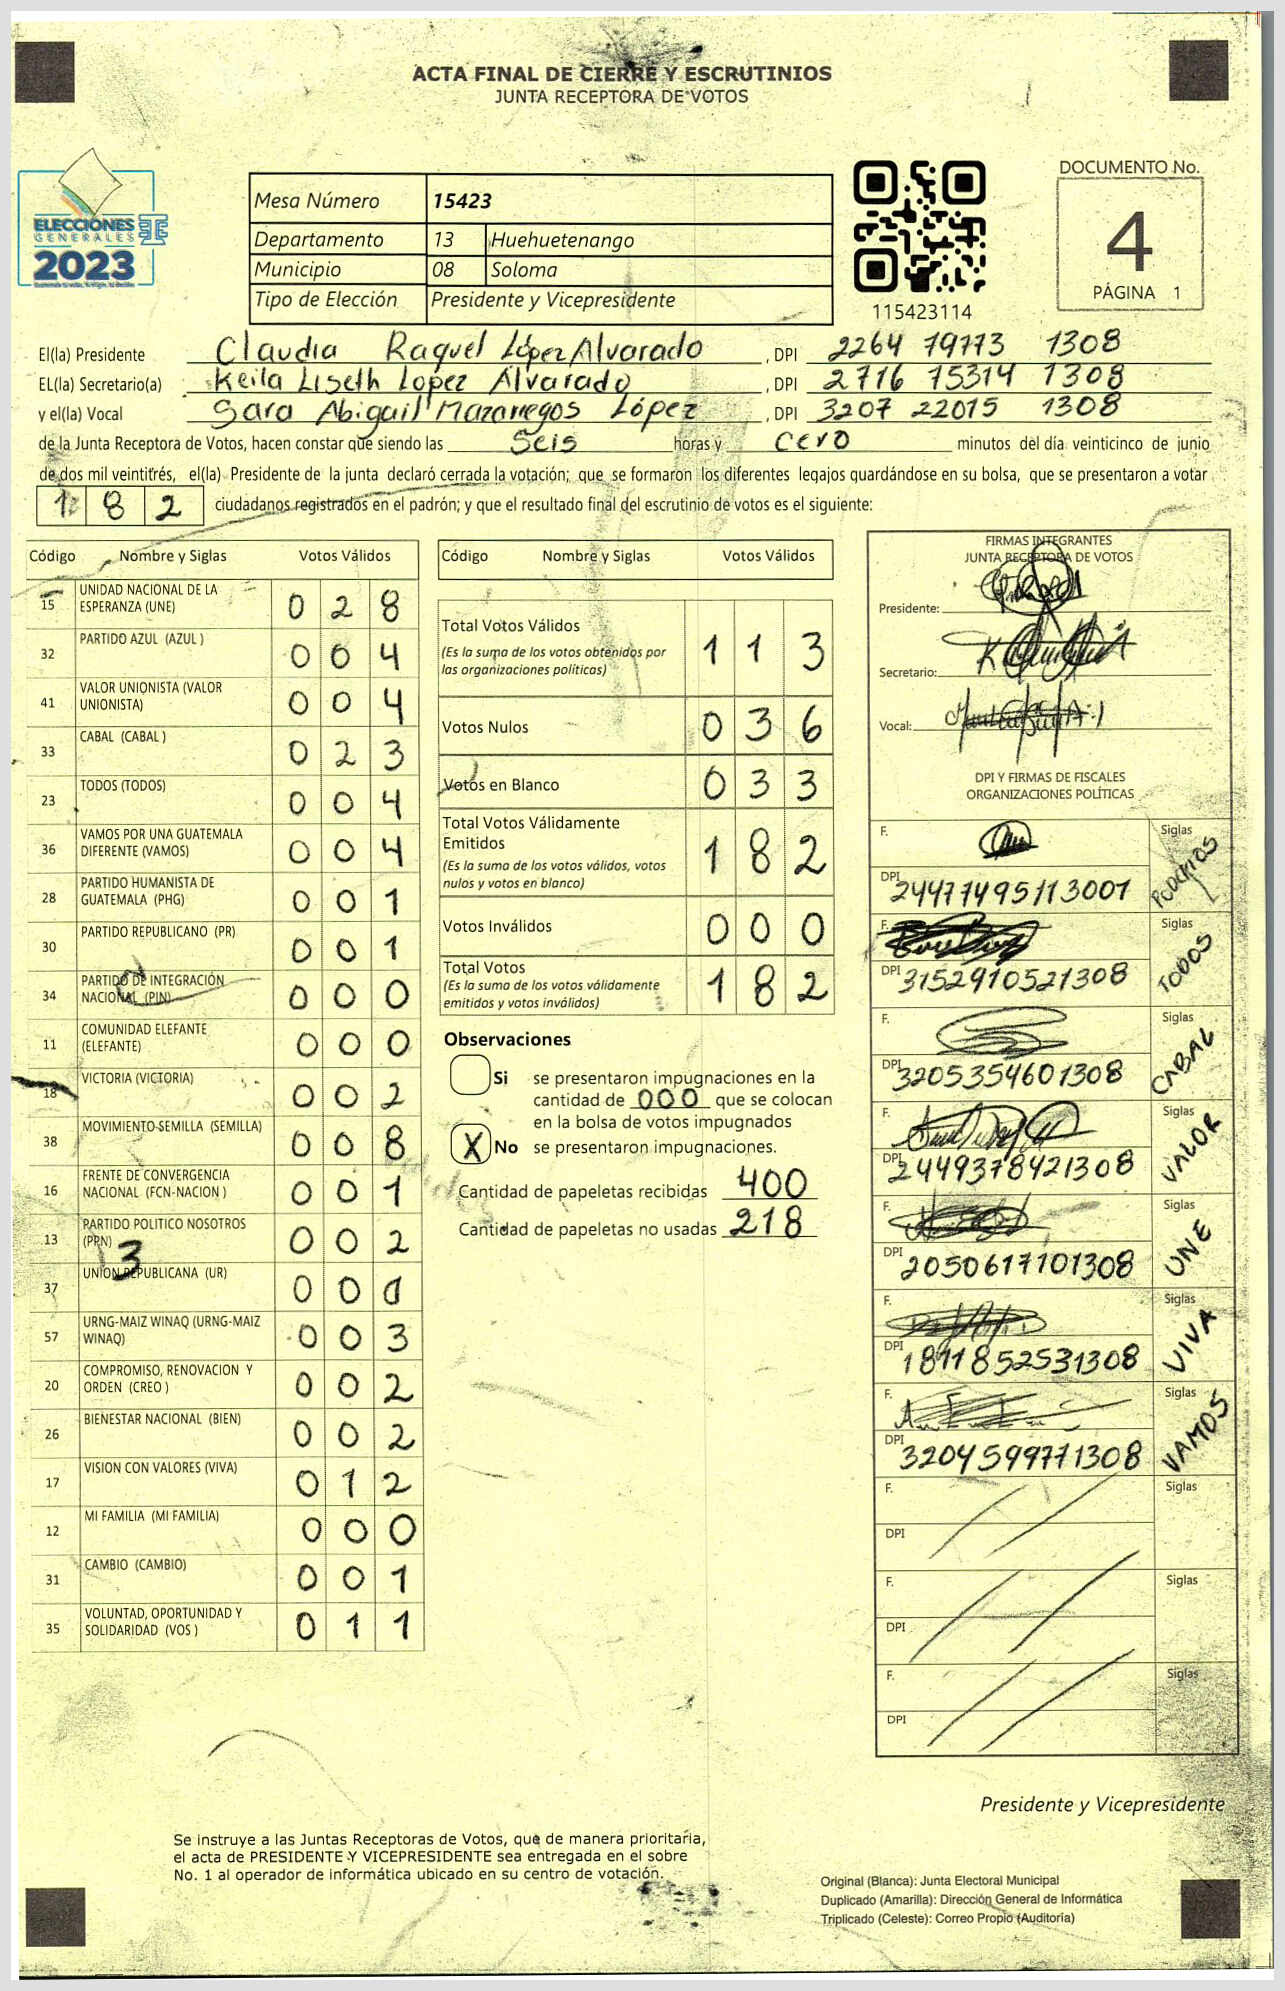 ACTA FINAL DE CIERRE Y ESCRUTINIOS
JUNTA RECEPTORA DE VOTOS
ELECCIONES
GENERALES
2023
Mesa Número 15423
Departamento 13 Huehuetenango
Municipio 08 Soloma
Tipo de Elección Presidente y Vicepresidente
115423114
DOCUMENTO No.
4
PÁGINA 1
El(la) Presidente Claudia Raquel López Alvarado , DPI 2264 79773 1308
EL(la) Secretario(a) Keila Liseth Lopez Alvarado , DPI 2716 75314 1308
y el(la) Vocal Sara Abigail Mazariegos López , DPI 3207 22015 1308
de la Junta Receptora de Votos, hacen constar que siendo las Seis horas y cero minutos del día veinticinco de junio
de dos mil veintitrés, el(la) Presidente de la junta declaró cerrada la votación; que se formaron los diferentes legajos guardándose en su bolsa, que se presentaron a votar
1 8 2 ciudadanos registrados en el padrón; y que el resultado final del escrutinio de votos es el siguiente:
Código Nombre y Siglas Votos Válidos
15 UNIDAD NACIONAL DE LA ESPERANZA (UNE) 0 2 8
32 PARTIDO AZUL (AZUL ) 0 0 4
41 VALOR UNIONISTA (VALOR UNIONISTA) 0 0 4
33 CABAL (CABAL ) 0 2 3
23 TODOS (TODOS) 0 0 4
36 VAMOS POR UNA GUATEMALA DIFERENTE (VAMOS) 0 0 4
28 PARTIDO HUMANISTA DE GUATEMALA (PHG) 0 0 1
30 PARTIDO REPUBLICANO (PR) 0 0 1
34 PARTIDO DE INTEGRACIÓN NACIONAL (PIN) 0 0 0
11 COMUNIDAD ELEFANTE (ELEFANTE) 0 0 0
18 VICTORIA (VICTORIA) 0 0 2
38 MOVIMIENTO SEMILLA (SEMILLA) 0 0 8
16 FRENTE DE CONVERGENCIA NACIONAL (FCN-NACION ) 0 0 1
13 PARTIDO POLITICO NOSOTROS (PPN) 0 0 2
3
37 UNION REPUBLICANA (UR) 0 0
57 URNG-MAIZ WINAQ (URNG-MAIZ WINAQ) 0 0 3
20 COMPROMISO, RENOVACION Y ORDEN (CREO ) 0 0 2
26 BIENESTAR NACIONAL (BIEN) 0 0 2
17 VISION CON VALORES (VIVA) 0 1 2
12 MI FAMILIA (MI FAMILIA) 0 0 0
31 CAMBIO (CAMBIO) 0 0 1
35 VOLUNTAD, OPORTUNIDAD Y SOLIDARIDAD (VOS ) 0 1 1
Código Nombre y Siglas Votos Válidos
Total Votos Válidos 1 1 3
(Es la suma de los votos obtenidos por
las organizaciones políticas)
Votos Nulos 0 3 6
Votos en Blanco 0 3 3
Total Votos Válidamente
Emitidos 1 8 2
(Es la suma de los votos válidos, votos
nulos y votos en blanco)
Votos Inválidos 0 0 0
Total Votos 1 8 2
(Es la suma de los votos válidamente
emitidos y votos inválidos)
Observaciones
Si se presentaron impugnaciones en la
cantidad de 000 que se colocan
en la bolsa de votos impugnados
X No se presentaron impugnaciones.
Cantidad de papeletas recibidas 400
Cantidad de papeletas no usadas 218
FIRMAS INTEGRANTES
JUNTA RECEPTORA DE VOTOS
Presidente:
Secretario:
Vocal:
DPI Y FIRMAS DE FISCALES
ORGANIZACIONES POLÍTICAS
F. Siglas
DPI 2447749511 3001 PODEMOS
F. Siglas
DPI 3152910521308 TODOS
F. Siglas
DPI 3205354601308 CABAL
F. Siglas
DPI 2449378421308 VALOR
F. Siglas
DPI 2050617101308 UNE
F. Siglas
DPI 1811852531308 VIVA
F. Siglas
DPI 3204599771308 VAMOS
F. Siglas
DPI
F. Siglas
DPI
F. Siglas
DPI
Presidente y Vicepresidente
Se instruye a las Juntas Receptoras de Votos, que de manera prioritaria,
el acta de PRESIDENTE Y VICEPRESIDENTE sea entregada en el sobre
No. 1 al operador de informática ubicado en su centro de votación.
Original (Blanca): Junta Electoral Municipal
Duplicado (Amarilla): Dirección General de Informática
Triplicado (Celeste): Correo Propio (Auditoría)